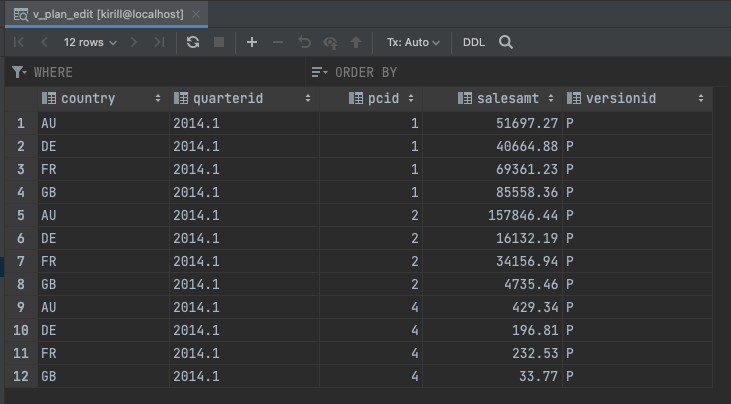 v_plan_edit [kirill@localhost]
12 rows Tx: Auto DDL
WHERE ORDER BY
country quarterid pcid salesamt versionid
1 AU 2014.1 1 51697.27 P
2 DE 2014.1 1 40664.88 P
3 FR 2014.1 1 69361.23 P
4 GB 2014.1 1 85558.36 P
5 AU 2014.1 2 157846.44 P
6 DE 2014.1 2 16132.19 P
7 FR 2014.1 2 34156.94 P
8 GB 2014.1 2 4735.46 P
9 AU 2014.1 4 429.34 P
10 DE 2014.1 4 196.81 P
11 FR 2014.1 4 232.53 P
12 GB 2014.1 4 33.77 P